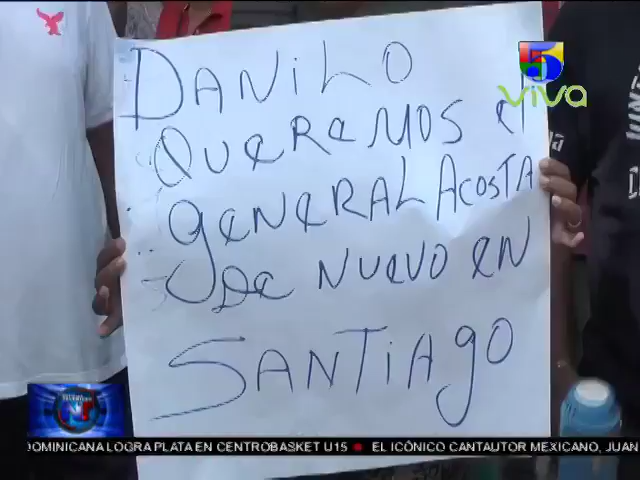 5
VIVA
DANILO
QUEREMOS el
GENERAL ACOSTA
DE NUEVO EN
SANTIAGO
DOMINICANA LOGRA PLATA EN CENTROBASKET U15 • EL ICÓNICO CANTAUTOR MEXICANO, JUAN